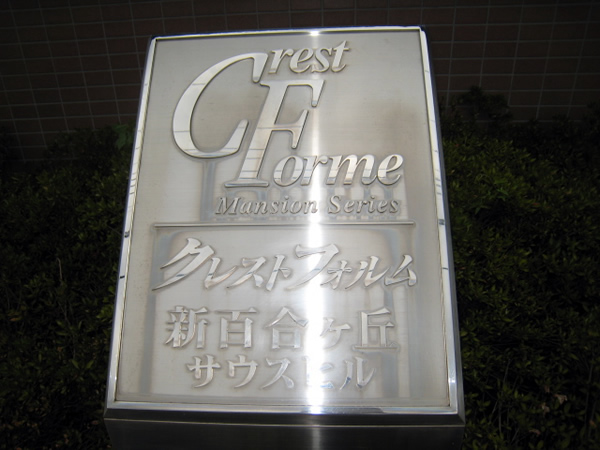 Crest
Forme
Mansion Series
クレストフォルム
新百合ヶ丘
サウスヒル